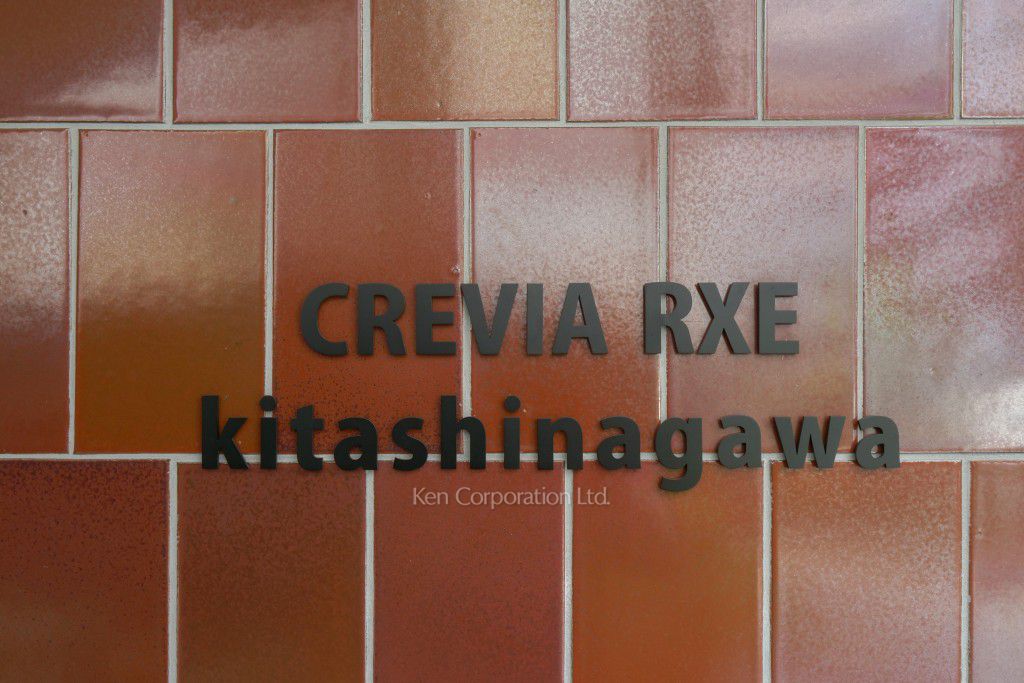 CREVIA RXE
kitashinagawa
Ken Corporation Ltd.